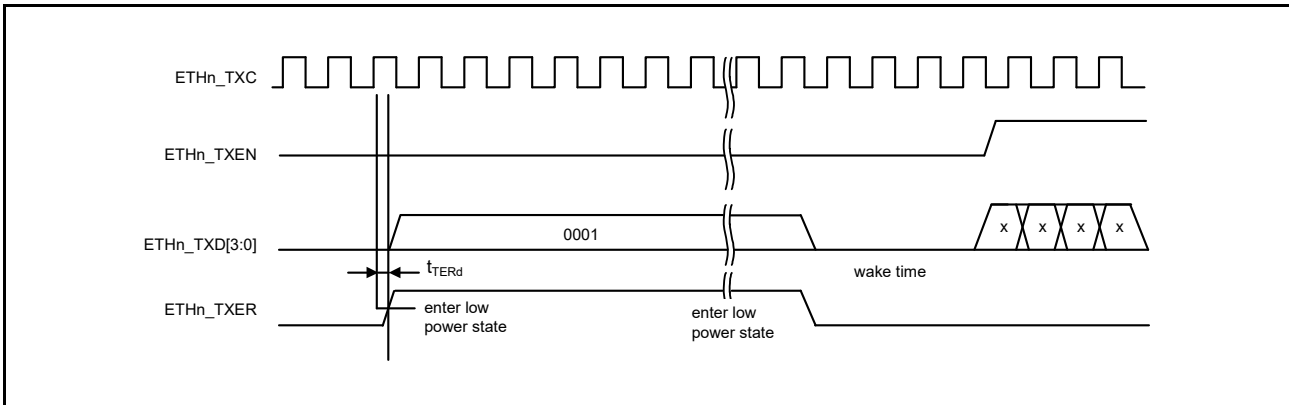 ETHn_TXC
ETHn_TXEN
ETHn_TXD[3:0]
0001
x x x x
tTERd
wake time
ETHn_TXER
enter low
power state
enter low
power state